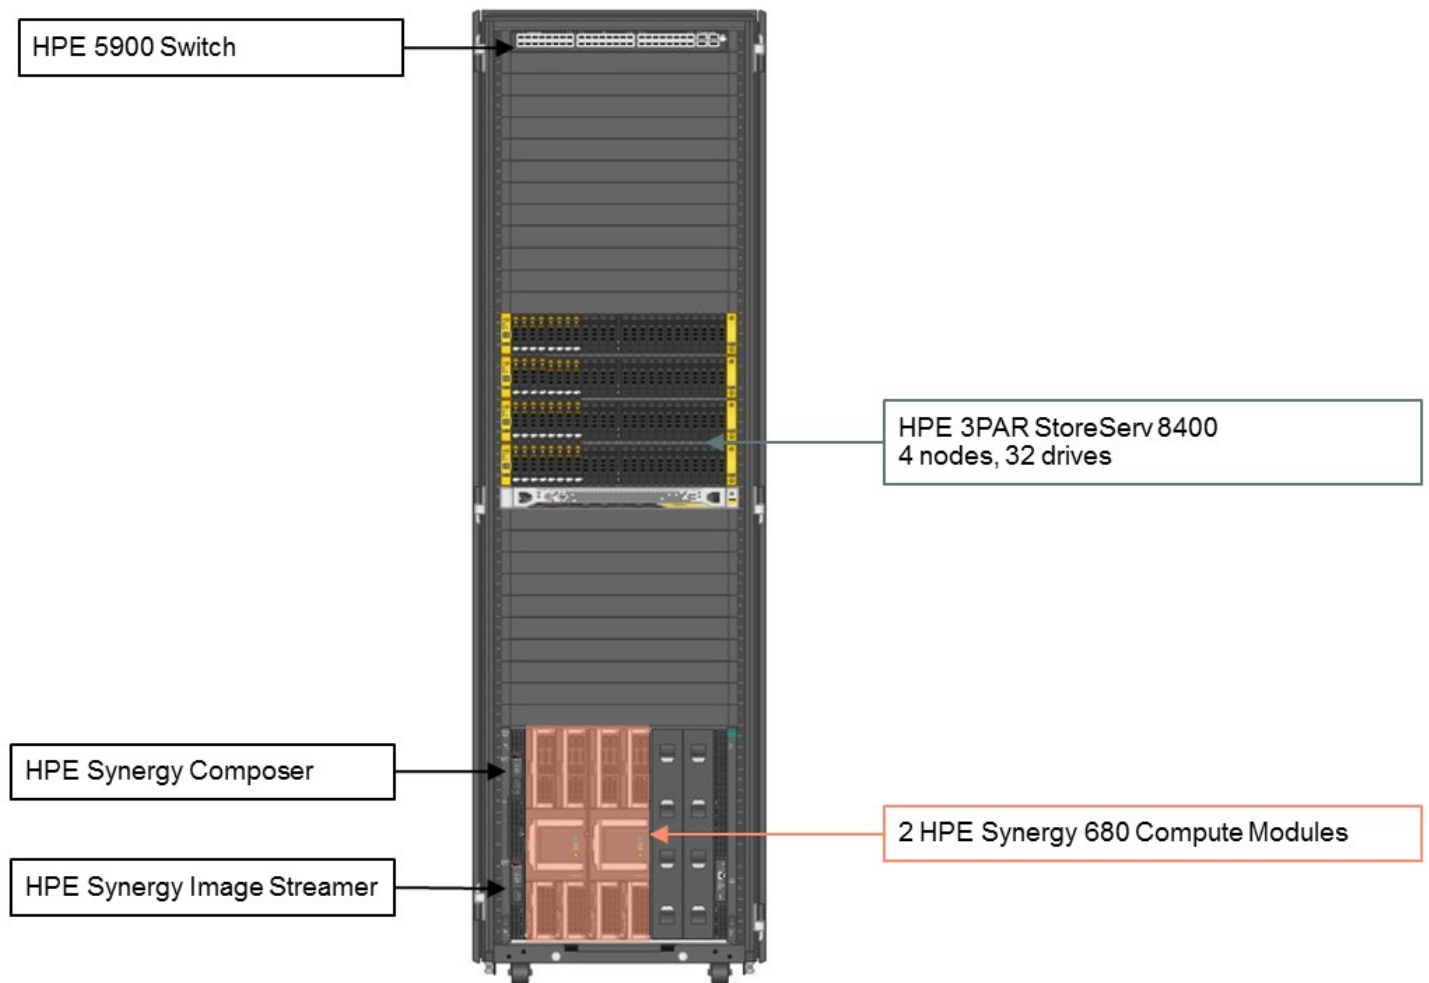 HPE 5900 Switch
HPE 3PAR StoreServ 8400
4 nodes, 32 drives
HPE Synergy Composer
2 HPE Synergy 680 Compute Modules
HPE Synergy Image Streamer